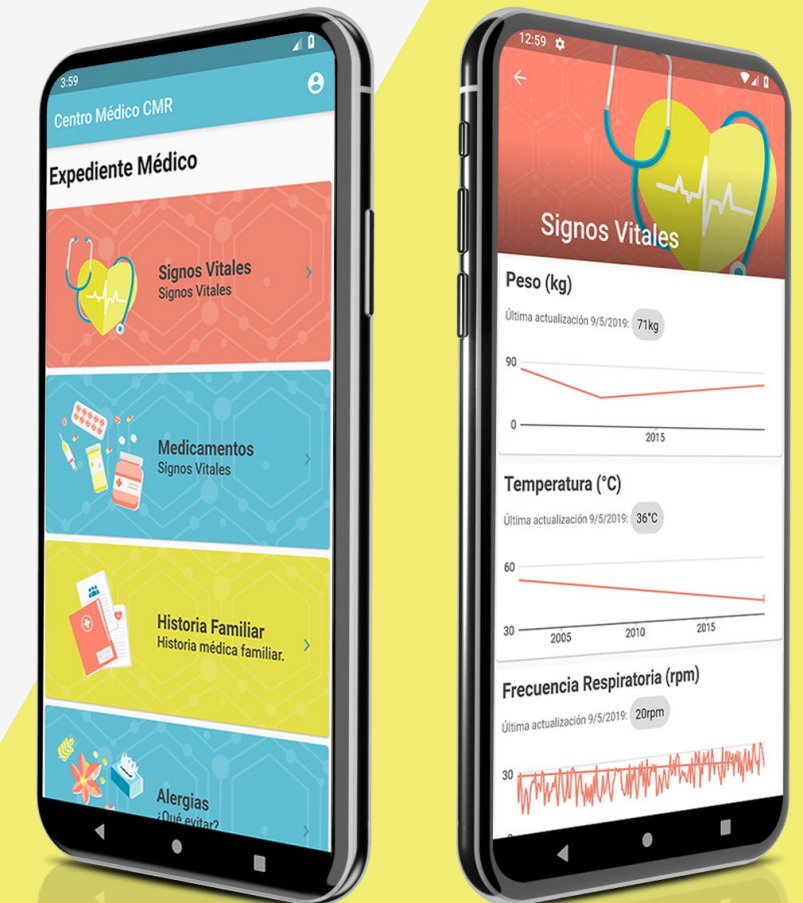 3:59
Centro Médico CMR
Expediente Médico
Signos Vitales
Signos Vitales
Medicamentos
Signos Vitales
Historia Familiar
Historia médica familiar.
Alergias
¿Qué evitar?
12:59
Signos Vitales
Peso (kg)
Última actualización 9/5/2019: 71kg
90
0
2015
Temperatura (°C)
Última actualización 9/5/2019: 36°C
60
30
2005 2010 2015
Frecuencia Respiratoria (rpm)
Última actualización 9/5/2019: 20rpm
30